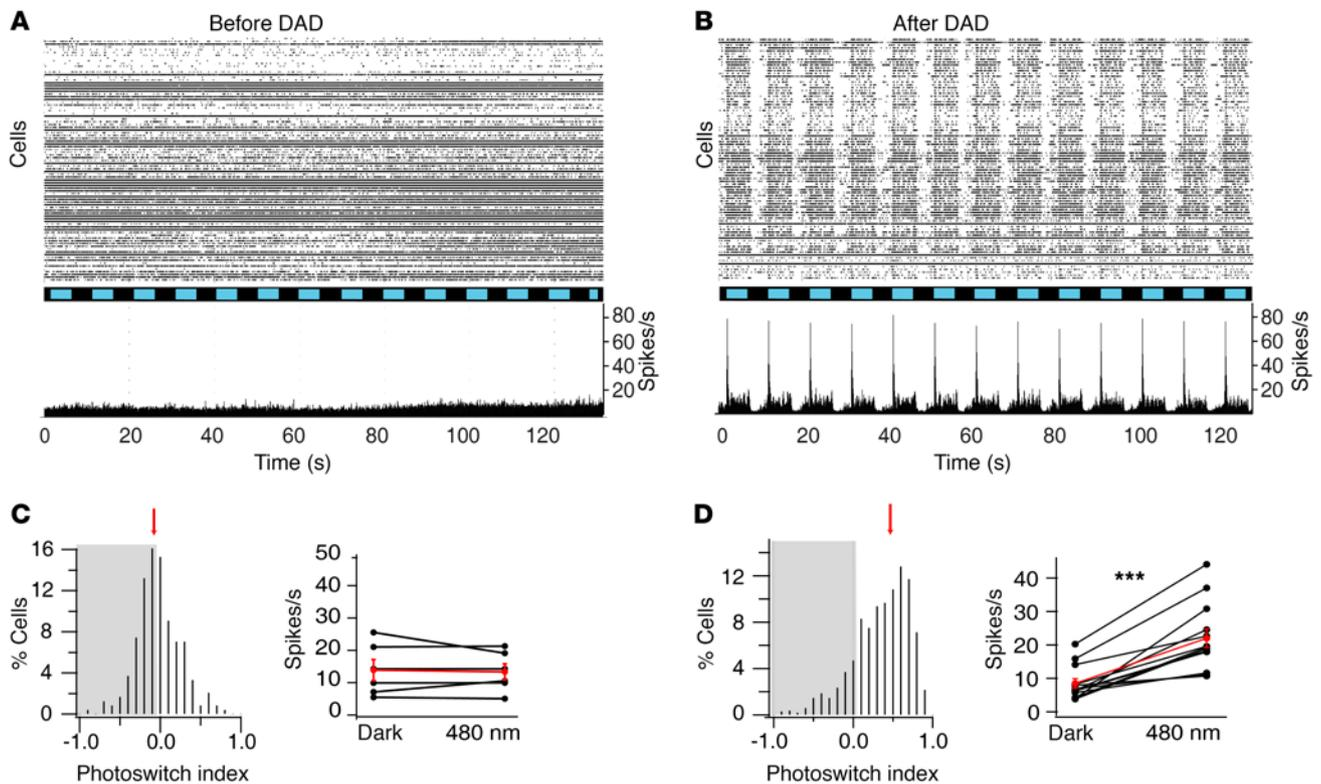 A
Before DAD
Cells
80
60
40
20
Spikes/s
0 20 40 60 80 100 120
Time (s)
B
After DAD
Cells
80
60
40
20
Spikes/s
0 20 40 60 80 100 120
Time (s)
C
16
12
8
4
0
% Cells
-1.0 0.0 1.0
Photoswitch index
50
40
30
20
10
0
Spikes/s
Dark 480 nm
D
12
8
4
0
% Cells
-1.0 0.0 1.0
Photoswitch index
***
40
30
20
10
0
Spikes/s
Dark 480 nm